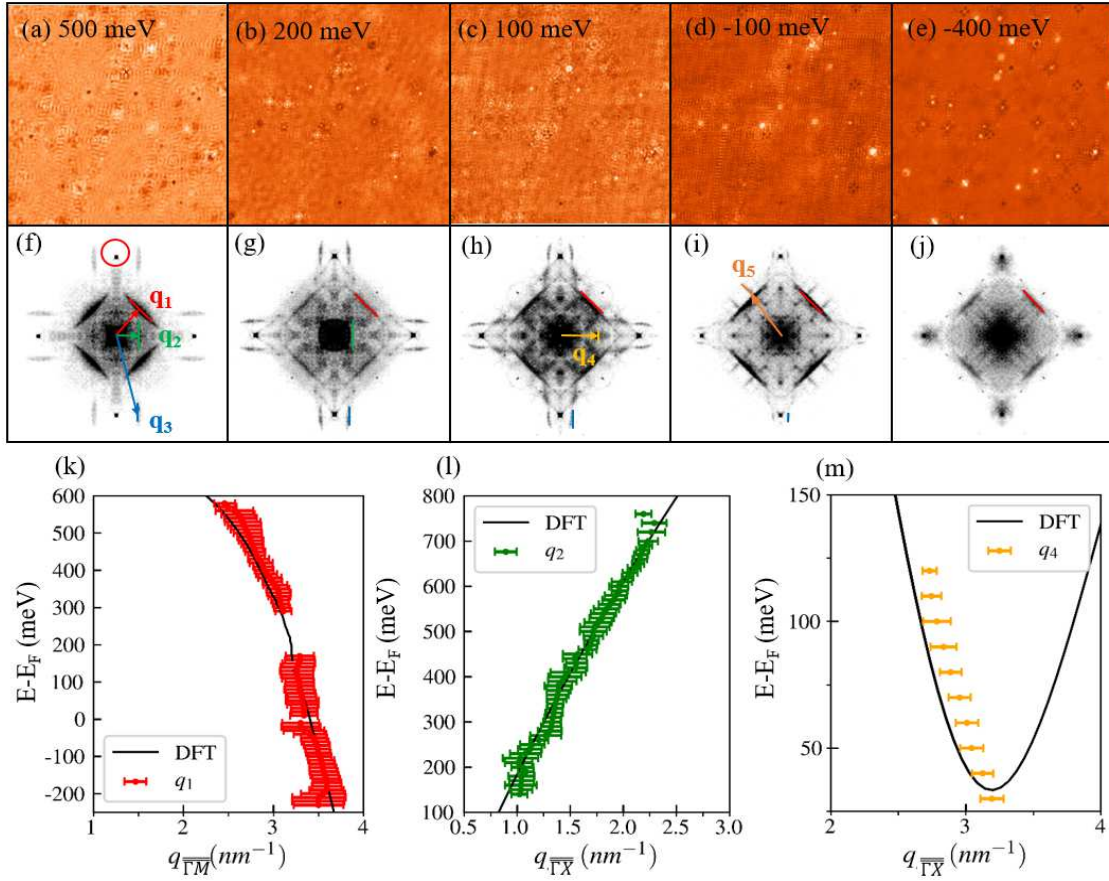 (a) 500 meV
(b) 200 meV
(c) 100 meV
(d) -100 meV
(e) -400 meV
(f)
(g)
(h)
(i)
(j)
q₁
q₂
q₃
q₄
q₅
(k)
(l)
(m)
E-E_F (meV)
600
500
400
300
200
100
0
-100
-200
DFT
q₁
1
2
3
4
q_ΓM (nm⁻¹)
E-E_F (meV)
800
700
600
500
400
300
200
100
DFT
q₂
0.5
1.0
1.5
2.0
2.5
3.0
q_ΓX (nm⁻¹)
E-E_F (meV)
150
100
50
DFT
q₄
2
3
4
q_ΓX (nm⁻¹)